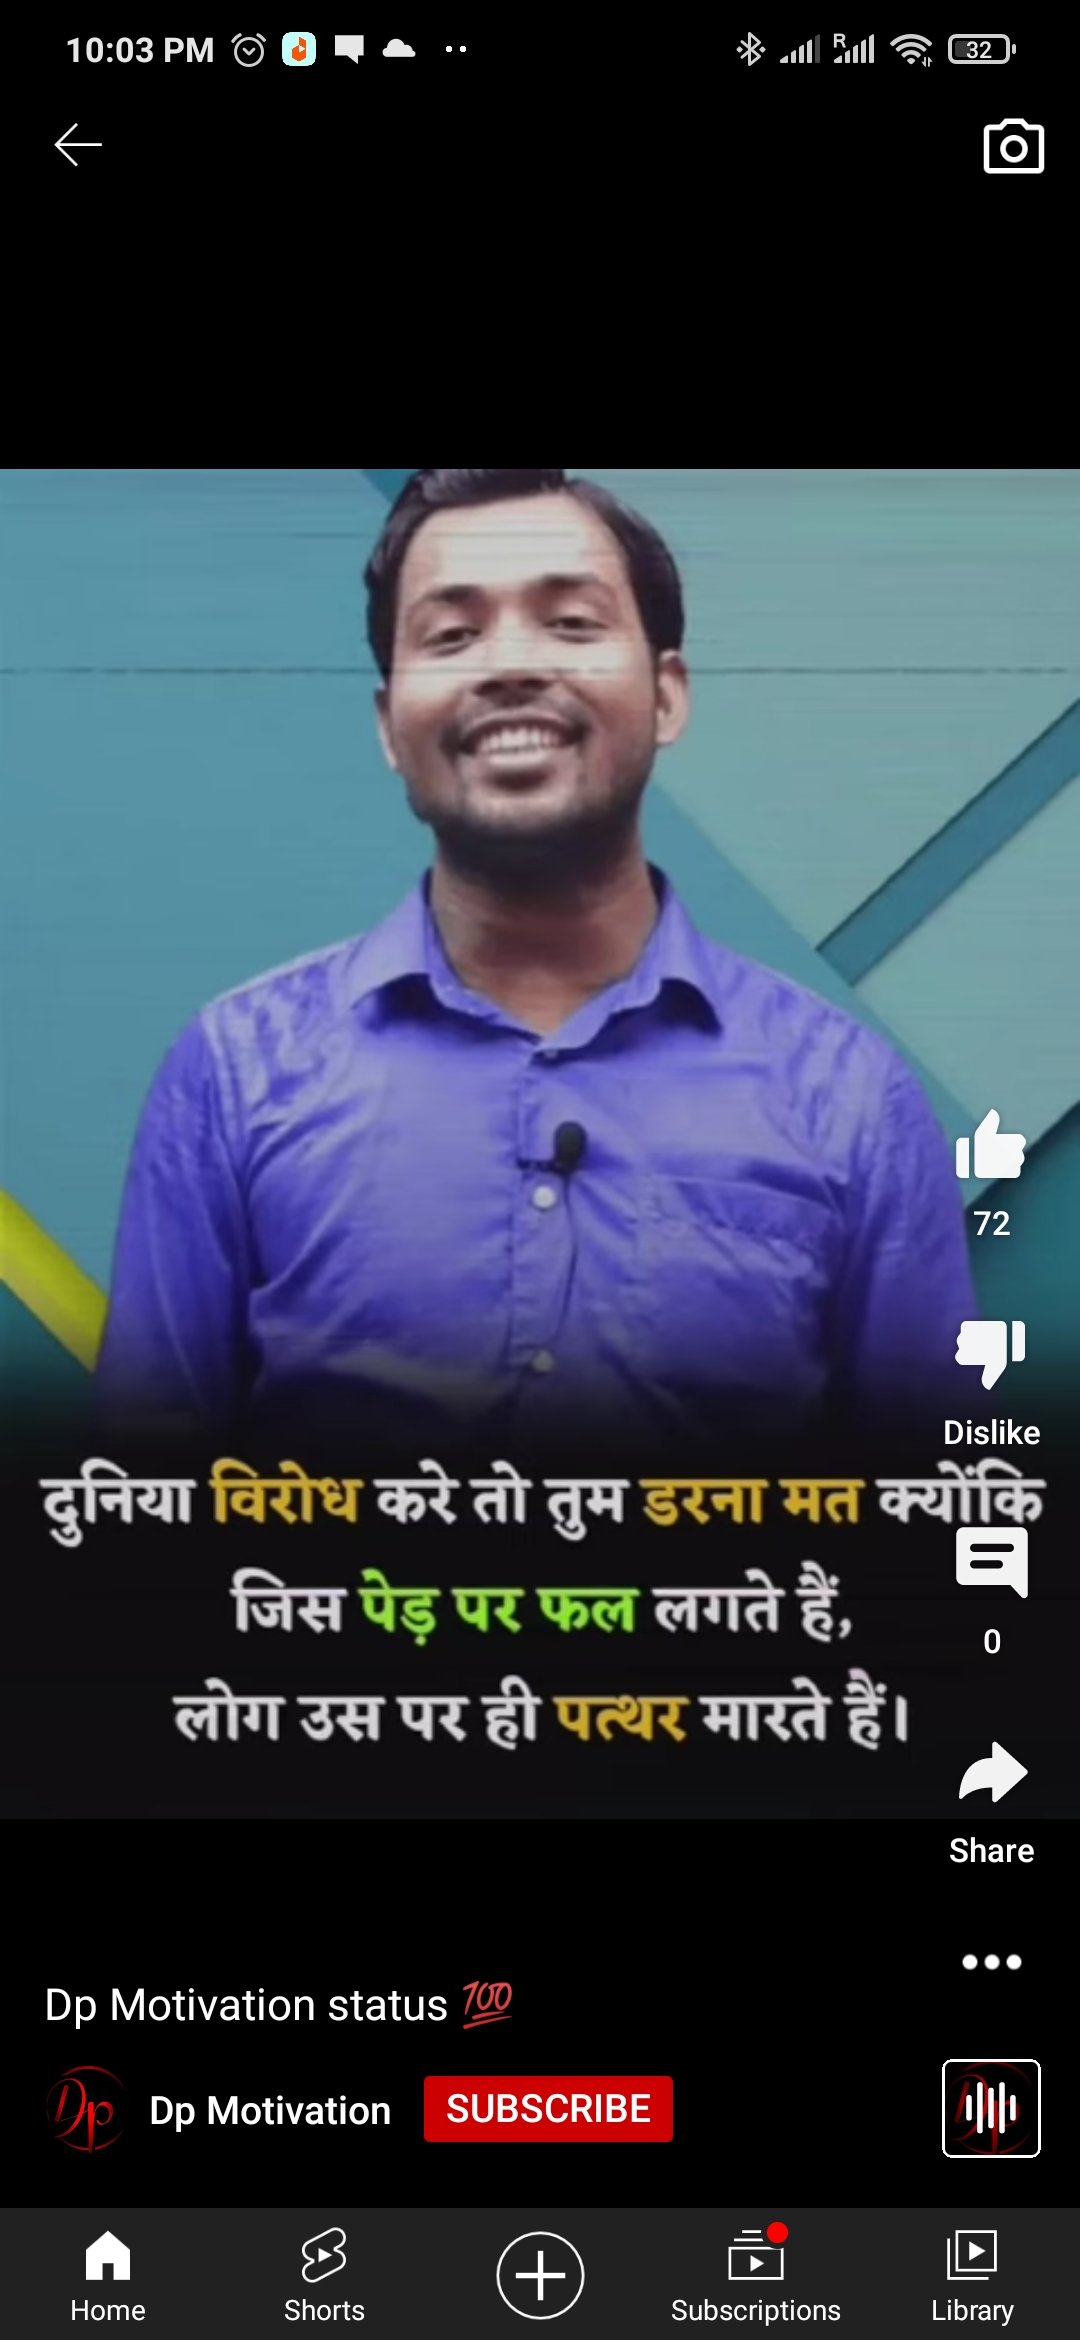 10:03 PM
R
32
72
Dislike
दुनिया विरोध करे तो तुम डरना मत क्योंकि
जिस पेड़ पर फल लगते हैं,
0
लोग उस पर ही पत्थर मारते हैं।
Share
Dp Motivation status 💯
Dp
Dp Motivation
SUBSCRIBE
Home
Shorts
Subscriptions
Library